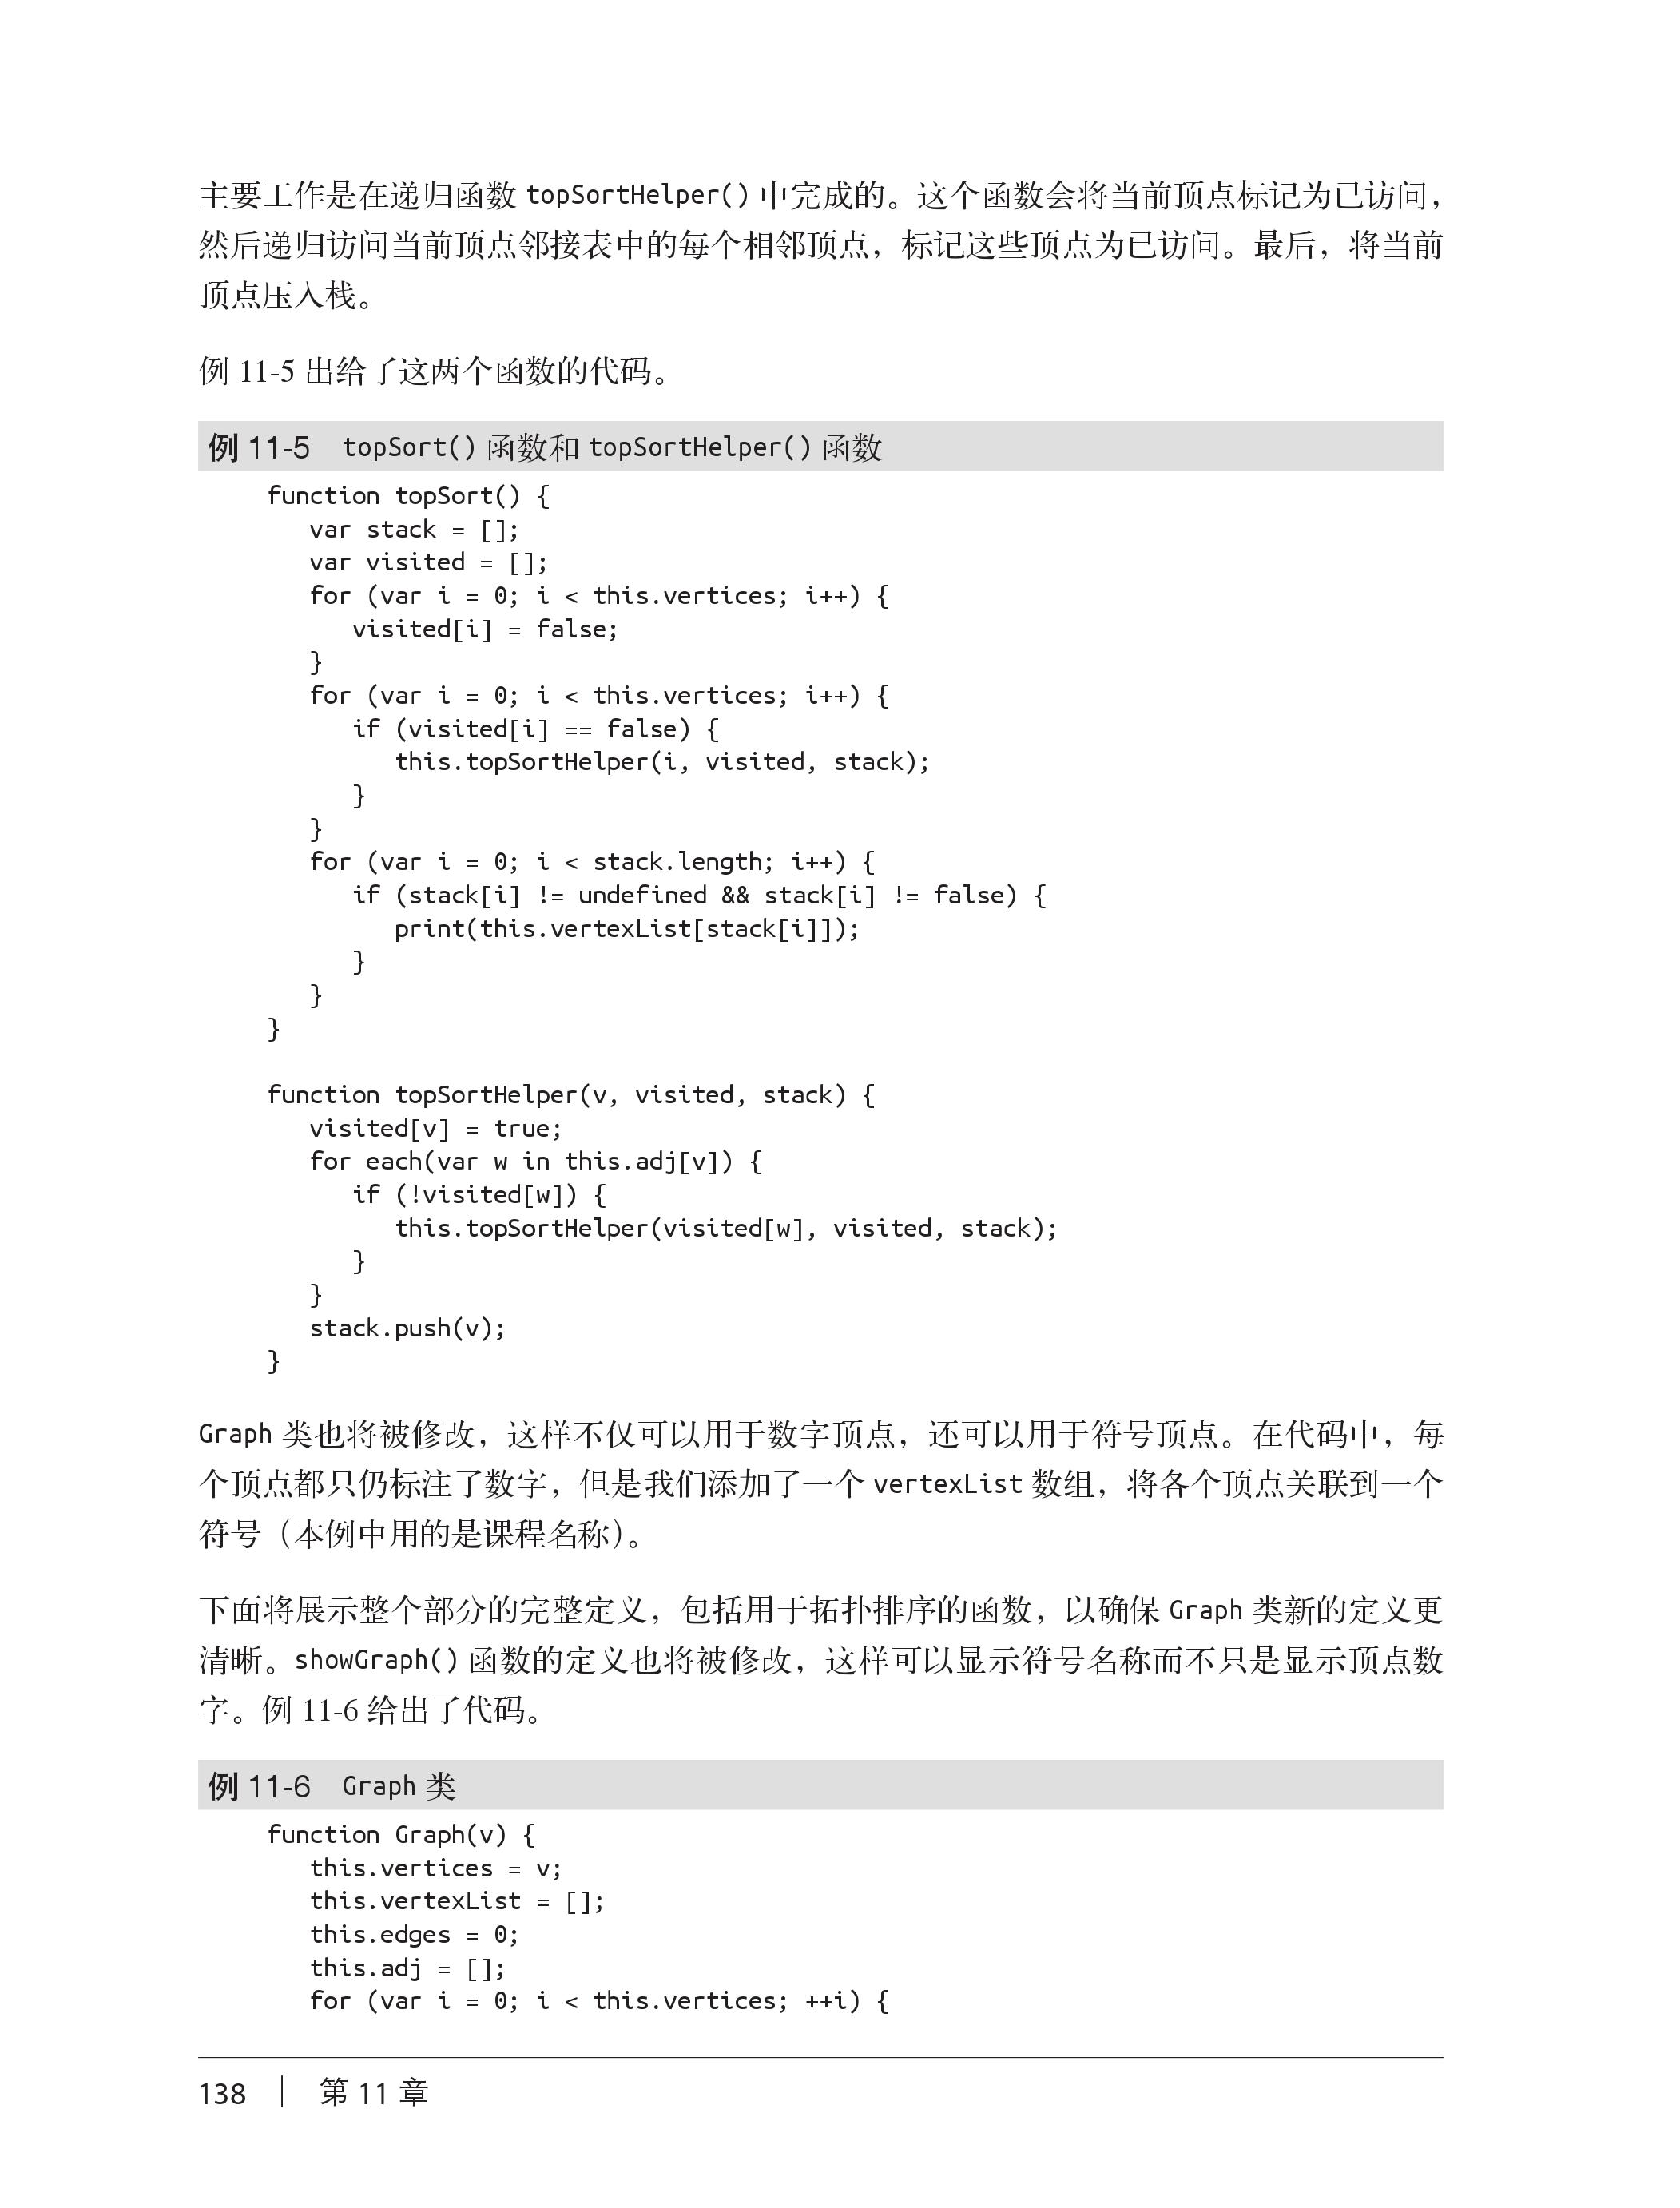 主要工作是在递归函数 topSortHelper() 中完成的。这个函数会将当前顶点标记为已访问，
然后递归访问当前顶点邻接表中的每个相邻顶点，标记这些顶点为已访问。最后，将当前
顶点压入栈。
例 11-5 出给了这两个函数的代码。
例 11-5 topSort() 函数和 topSortHelper() 函数
function topSort() {
   var stack = [];
   var visited = [];
   for (var i = 0; i < this.vertices; i++) {
      visited[i] = false;
   }
   for (var i = 0; i < this.vertices; i++) {
      if (visited[i] == false) {
         this.topSortHelper(i, visited, stack);
      }
   }
   for (var i = 0; i < stack.length; i++) {
      if (stack[i] != undefined && stack[i] != false) {
         print(this.vertexList[stack[i]]);
      }
   }
}
function topSortHelper(v, visited, stack) {
   visited[v] = true;
   for each(var w in this.adj[v]) {
      if (!visited[w]) {
         this.topSortHelper(visited[w], visited, stack);
      }
   }
   stack.push(v);
}
Graph 类也将被修改，这样不仅可以用于数字顶点，还可以用于符号顶点。在代码中，每
个顶点都只仍标注了数字，但是我们添加了一个 vertexList 数组，将各个顶点关联到一个
符号（本例中用的是课程名称）。
下面将展示整个部分的完整定义，包括用于拓扑排序的函数，以确保 Graph 类新的定义更
清晰。showGraph() 函数的定义也将被修改，这样可以显示符号名称而不只是显示顶点数
字。例 11-6 给出了代码。
例 11-6 Graph 类
function Graph(v) {
   this.vertices = v;
   this.vertexList = [];
   this.edges = 0;
   this.adj = [];
   for (var i = 0; i < this.vertices; ++i) {
138 | 第 11 章